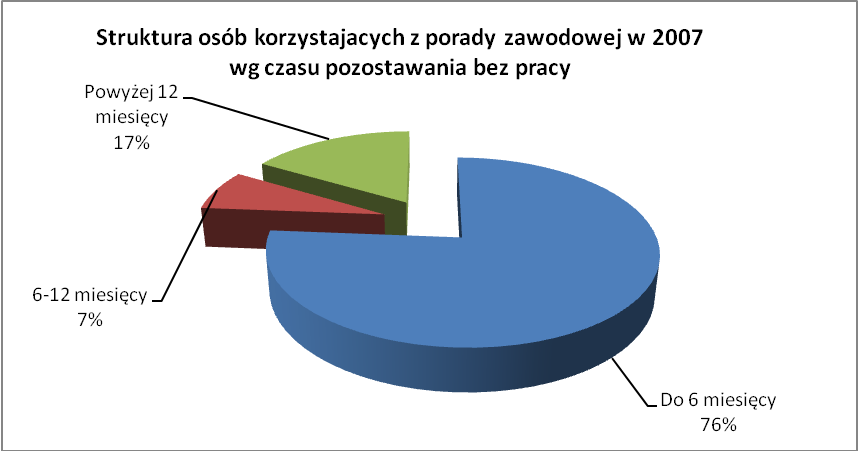 Struktura osób korzystajacych z porady zawodowej w 2007
wg czasu pozostawania bez pracy
Powyżej 12
miesięcy
17%
6-12 miesięcy
7%
Do 6 miesięcy
76%